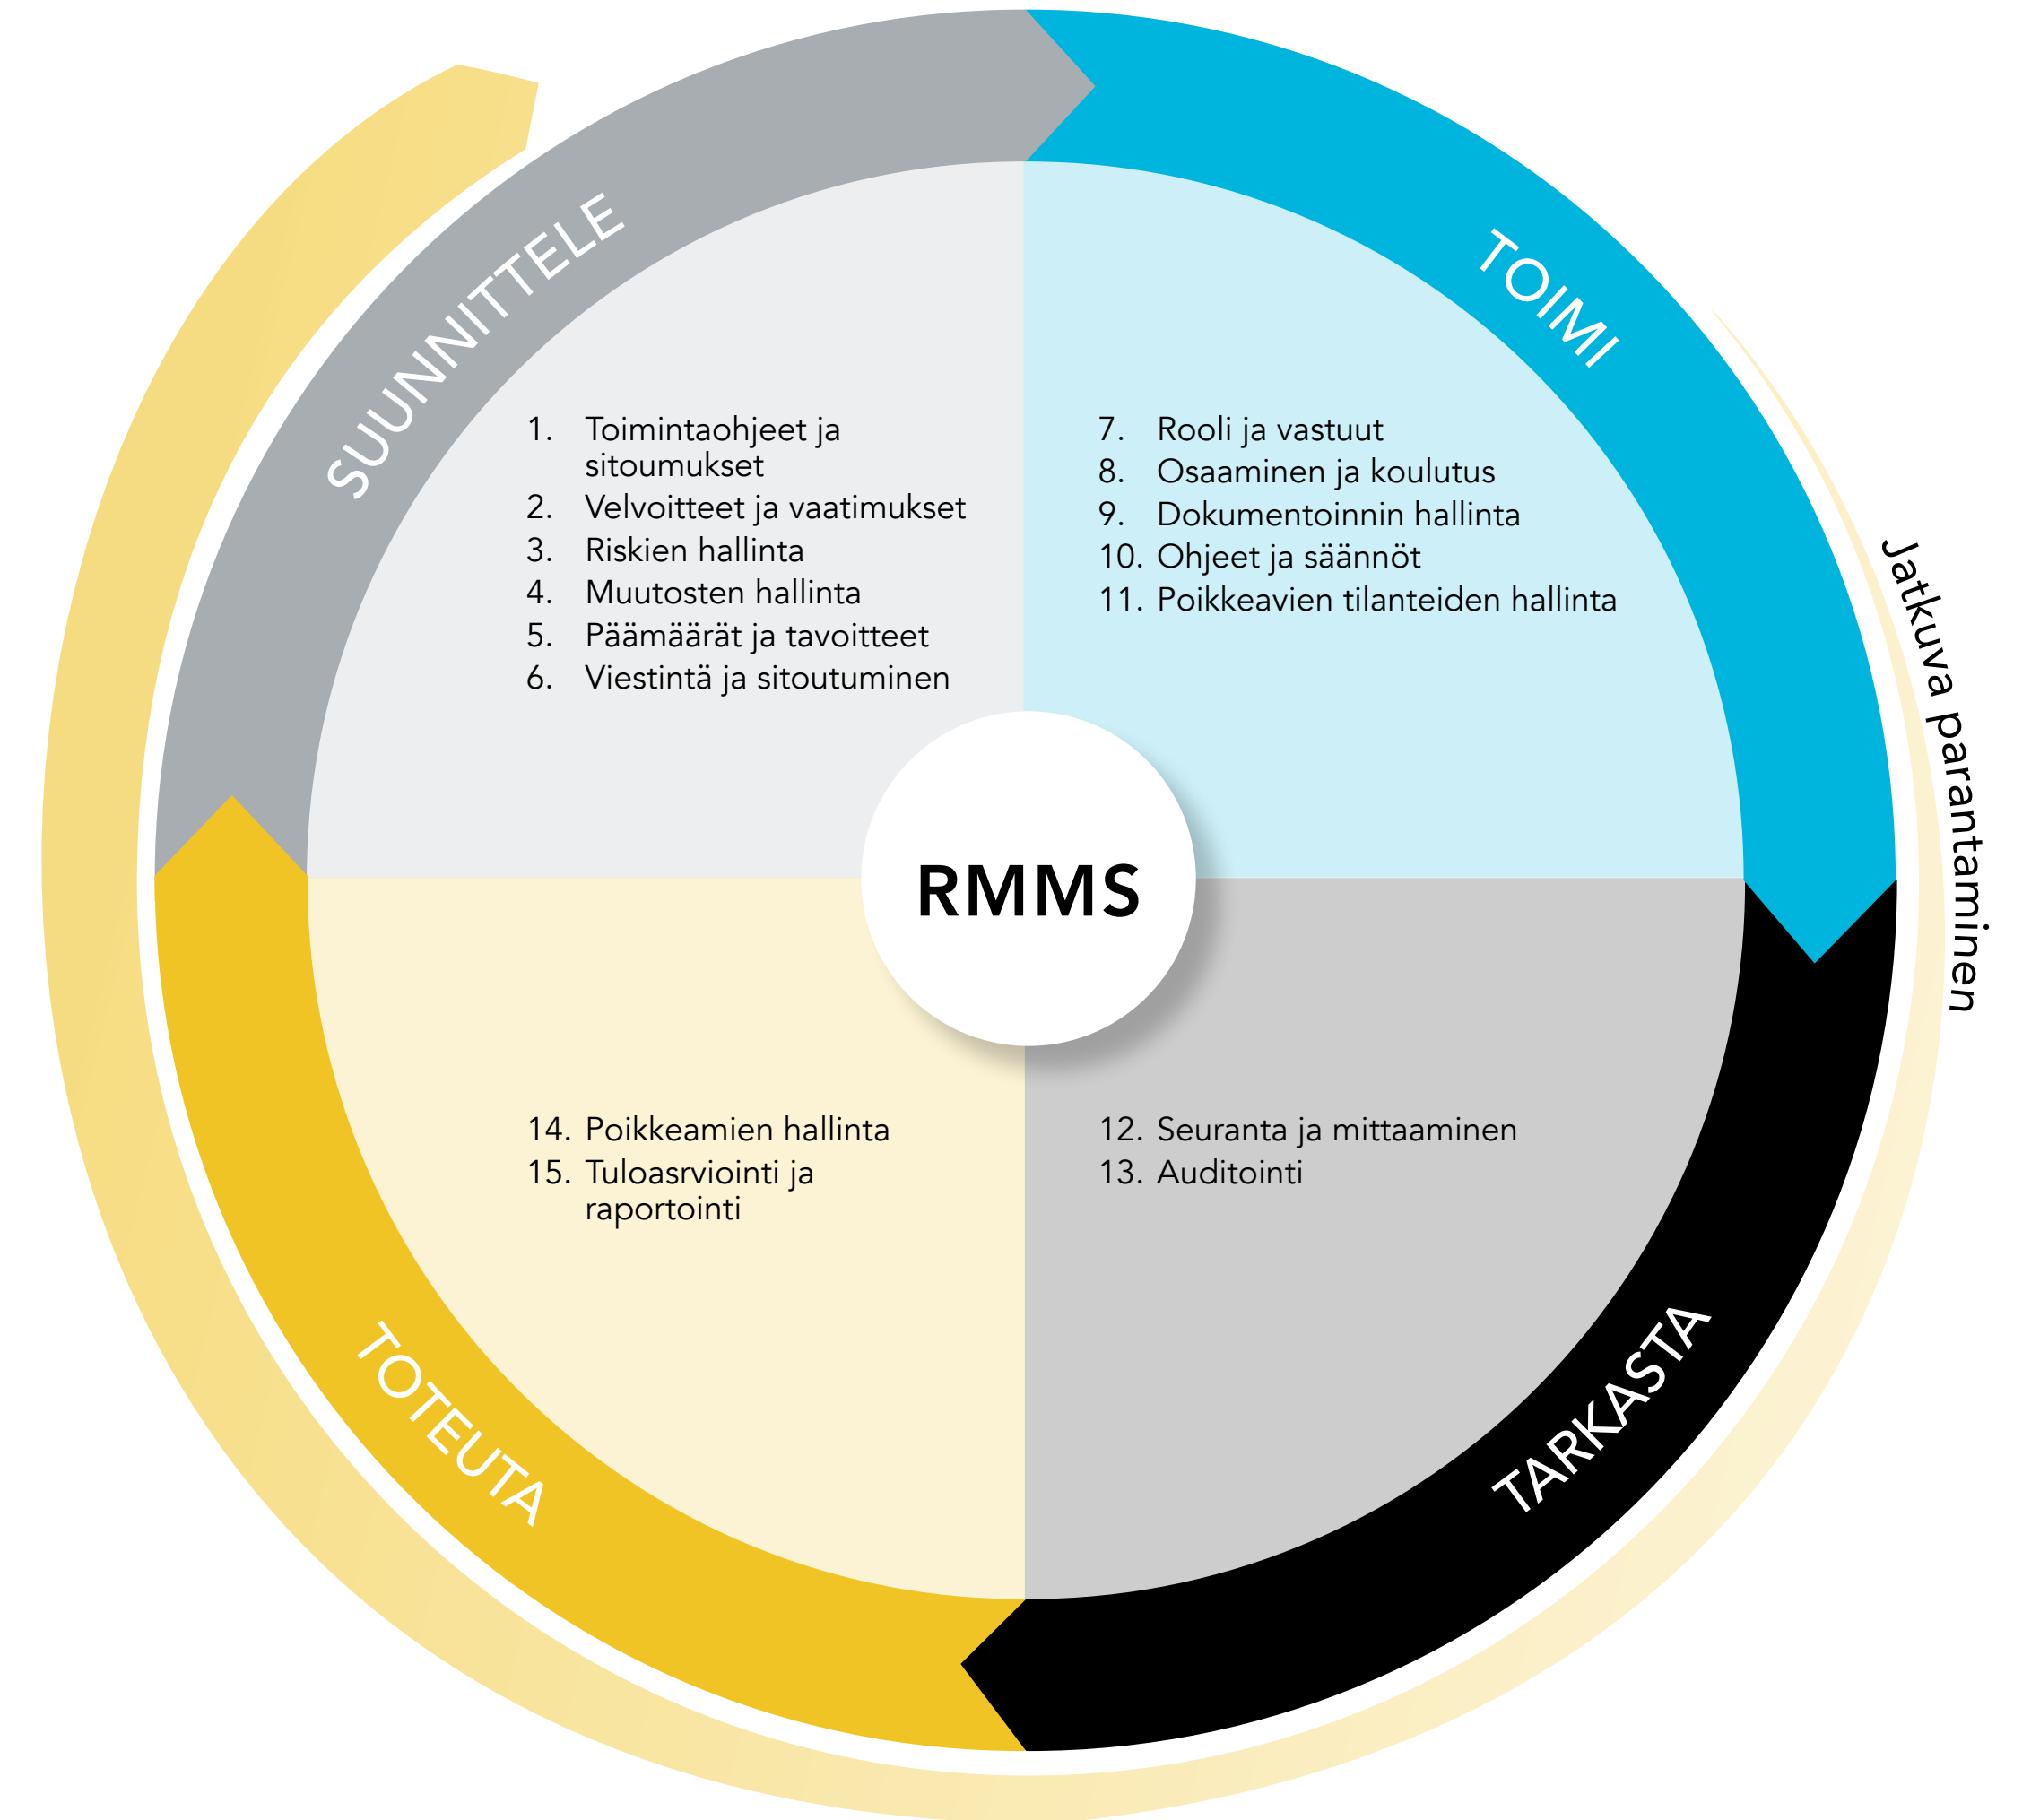 SUUNNITTELE
1. Toimintaohjeet ja
sitoumukset
2. Velvoitteet ja vaatimukset
3. Riskien hallinta
4. Muutosten hallinta
5. Päämäärät ja tavoitteet
6. Viestintä ja sitoutuminen
TOIMI
7. Rooli ja vastuut
8. Osaaminen ja koulutus
9. Dokumentoinnin hallinta
10. Ohjeet ja säännöt
11. Poikkeavien tilanteiden hallinta
Jatkuva parantaminen
RMMS
TARKASTA
12. Seuranta ja mittaaminen
13. Auditointi
TOTEUTA
14. Poikkeamien hallinta
15. Tuloasrviointi ja
raportointi